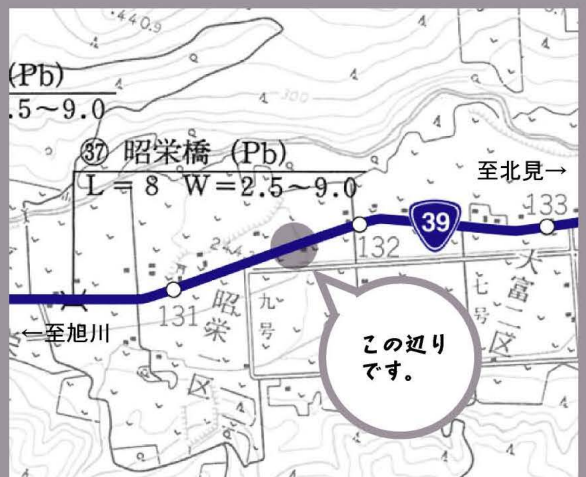 440.9
(Pb)
.5~9.0
300
㊲ 昭栄橋 (Pb)
L=8 W=2.5~9.0
至北見→
39
133
132
244
131
←至旭川
昭栄一区
九号
七号
大富二区
この辺り
です。